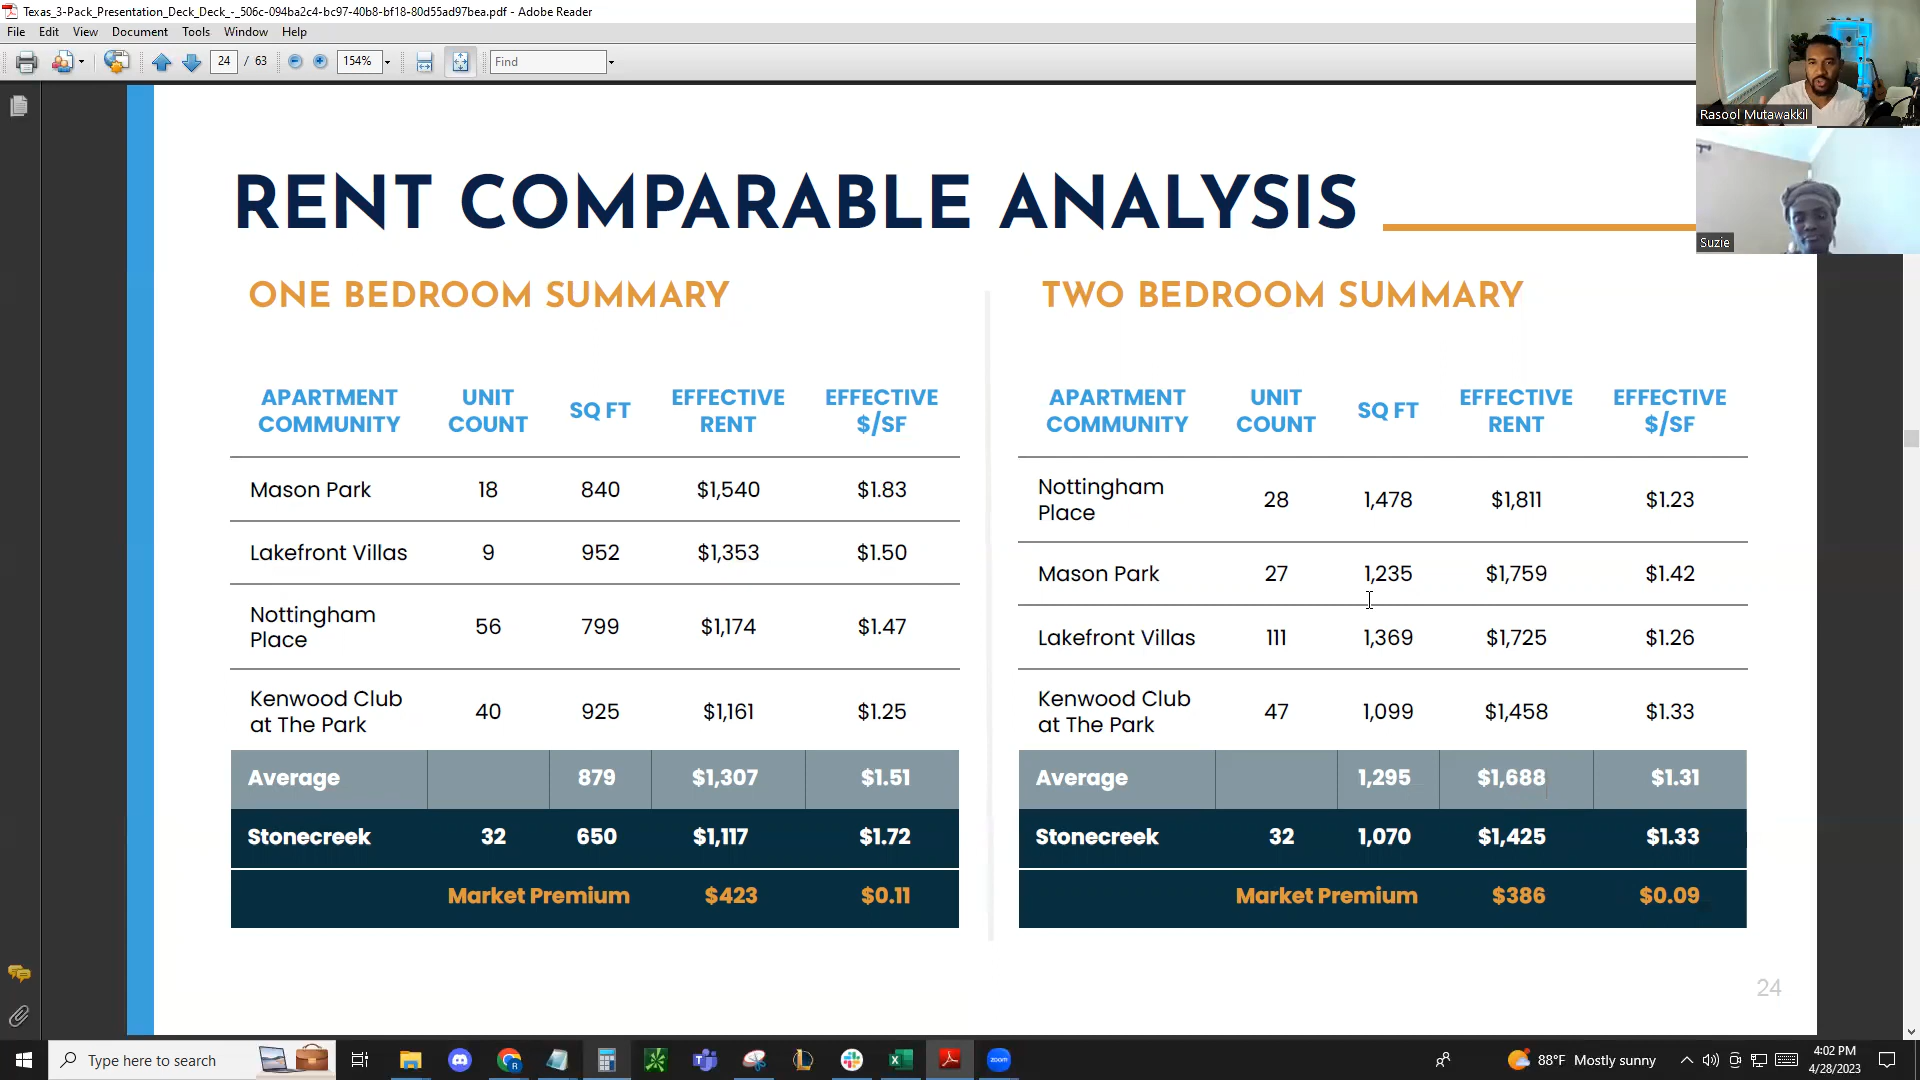 Texas_3-Pack_Presentation_Deck_Deck_-_506c-094ba2c4-bc97-40b8-bf18-80d55ad97bea.pdf - Adobe Reader
File Edit View Document Tools Window Help
24 / 63 154% Find
Rasool Mutawakkil
Suzie
RENT COMPARABLE ANALYSIS
ONE BEDROOM SUMMARY
APARTMENT COMMUNITY UNIT COUNT SQ FT EFFECTIVE RENT EFFECTIVE $/SF
Mason Park 18 840 $1,540 $1.83
Lakefront Villas 9 952 $1,353 $1.50
Nottingham Place 56 799 $1,174 $1.47
Kenwood Club at The Park 40 925 $1,161 $1.25
Average 879 $1,307 $1.51
Stonecreek 32 650 $1,117 $1.72
Market Premium $423 $0.11
TWO BEDROOM SUMMARY
APARTMENT COMMUNITY UNIT COUNT SQ FT EFFECTIVE RENT EFFECTIVE $/SF
Nottingham Place 28 1,478 $1,811 $1.23
Mason Park 27 1,235 $1,759 $1.42
Lakefront Villas 111 1,369 $1,725 $1.26
Kenwood Club at The Park 47 1,099 $1,458 $1.33
Average 1,295 $1,688 $1.31
Stonecreek 32 1,070 $1,425 $1.33
Market Premium $386 $0.09
24
Type here to search
zoom
88°F Mostly sunny
4:02 PM
4/28/2023